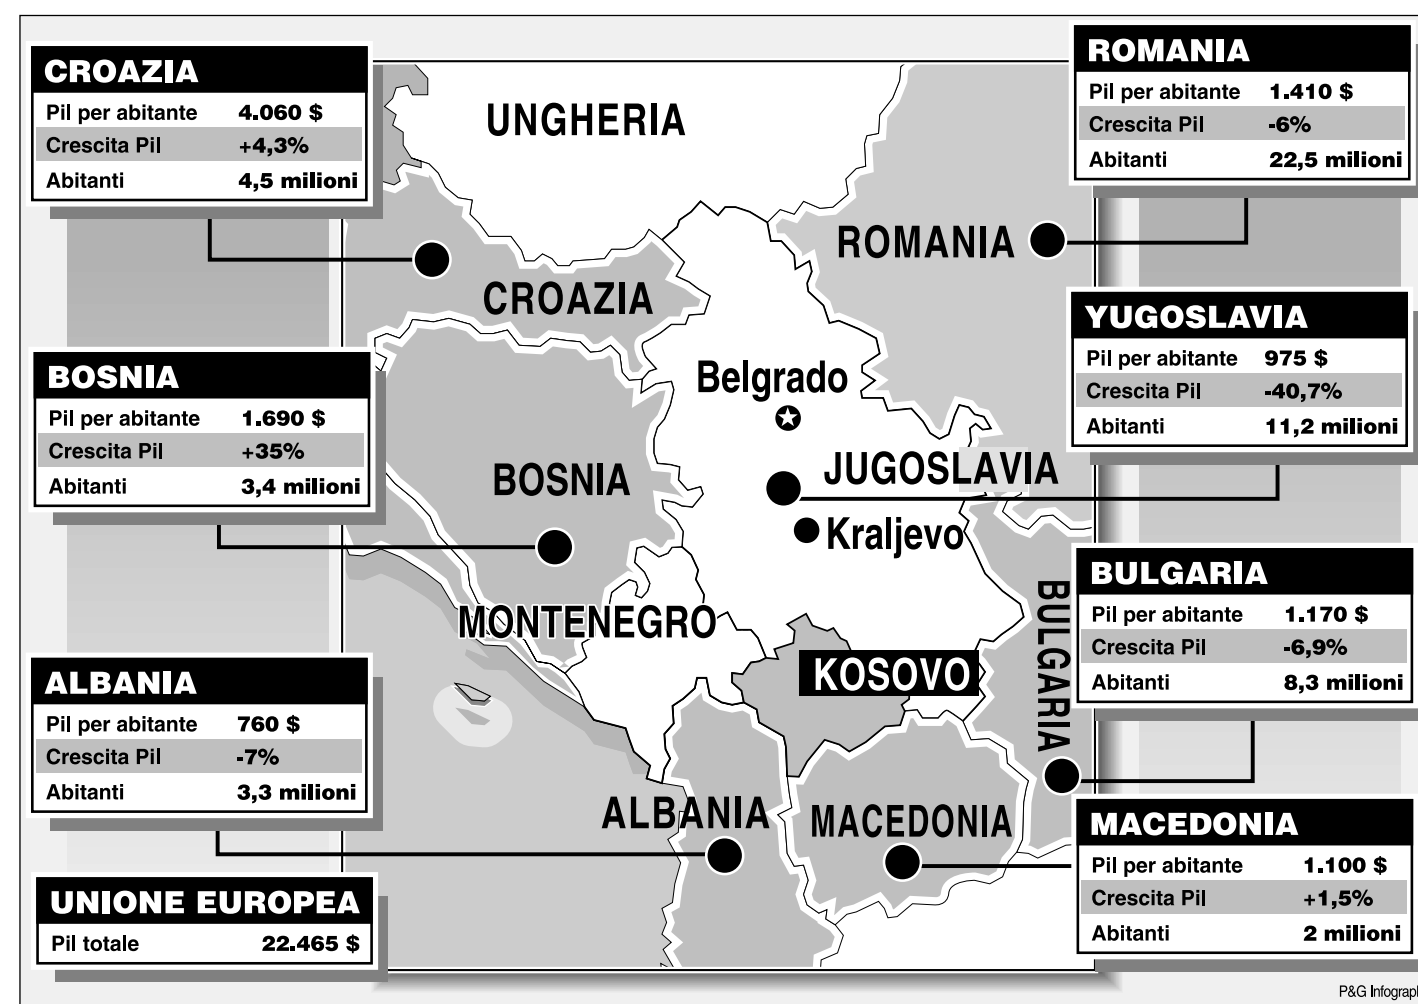 CROAZIA
Pil per abitante 4.060 $
Crescita Pil +4,3%
Abitanti 4,5 milioni
BOSNIA
Pil per abitante 1.690 $
Crescita Pil +35%
Abitanti 3,4 milioni
ALBANIA
Pil per abitante 760 $
Crescita Pil -7%
Abitanti 3,3 milioni
UNIONE EUROPEA
Pil totale 22.465 $
UNGHERIA
ROMANIA
CROAZIA
Belgrado
JUGOSLAVIA
BOSNIA
Kraljevo
MONTENEGRO
KOSOVO
BULGARIA
ALBANIA
MACEDONIA
ROMANIA
Pil per abitante 1.410 $
Crescita Pil -6%
Abitanti 22,5 milioni
YUGOSLAVIA
Pil per abitante 975 $
Crescita Pil -40,7%
Abitanti 11,2 milioni
BULGARIA
Pil per abitante 1.170 $
Crescita Pil -6,9%
Abitanti 8,3 milioni
MACEDONIA
Pil per abitante 1.100 $
Crescita Pil +1,5%
Abitanti 2 milioni
P&G Infograph